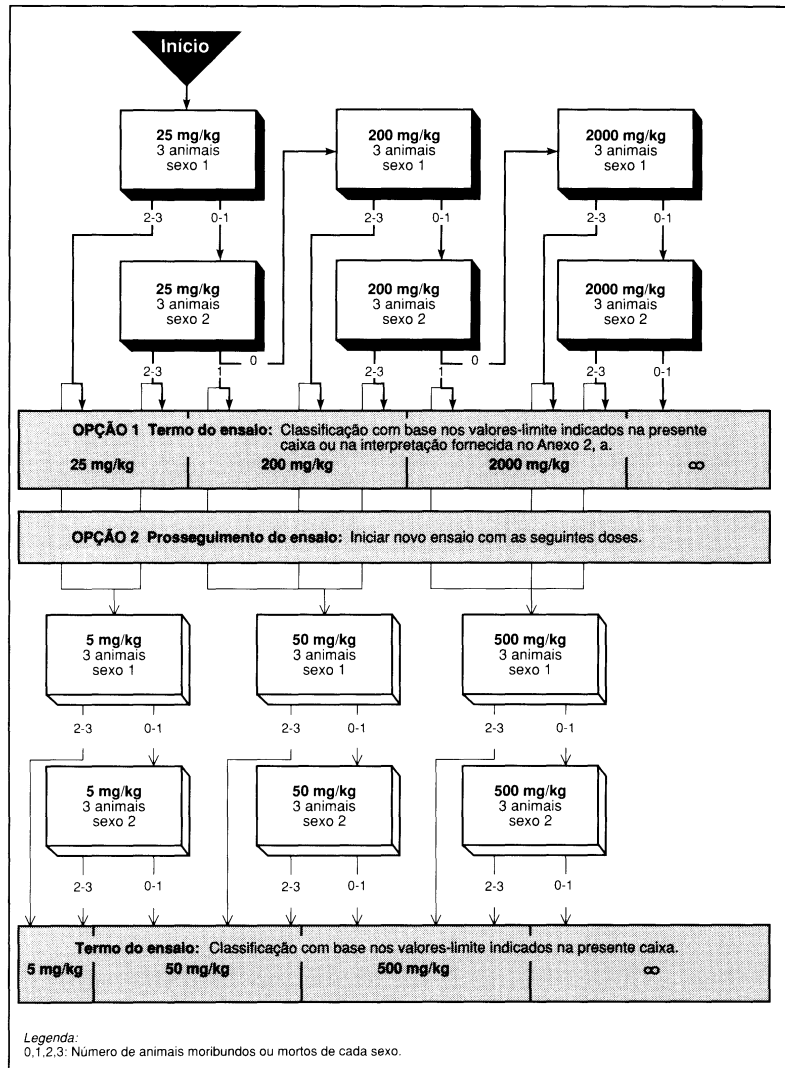 Início
25 mg/kg
3 animais
sexo 1
200 mg/kg
3 animais
sexo 1
2000 mg/kg
3 animais
sexo 1
2-3
0-1
2-3
0-1
2-3
0-1
25 mg/kg
3 animais
sexo 2
200 mg/kg
3 animais
sexo 2
2000 mg/kg
3 animais
sexo 2
2-3
1
0
2-3
1
0
2-3
0-1
OPÇÃO 1 Termo do ensaio: Classificação com base nos valores-limite indicados na presente
caixa ou na interpretação fornecida no Anexo 2, a.
25 mg/kg
200 mg/kg
2000 mg/kg
∞
OPÇÃO 2 Prosseguimento do ensaio: Iniciar novo ensaio com as seguintes doses.
5 mg/kg
3 animais
sexo 1
50 mg/kg
3 animais
sexo 1
500 mg/kg
3 animais
sexo 1
2-3
0-1
2-3
0-1
2-3
0-1
5 mg/kg
3 animais
sexo 2
50 mg/kg
3 animais
sexo 2
500 mg/kg
3 animais
sexo 2
2-3
0-1
2-3
0-1
2-3
0-1
Termo do ensaio: Classificação com base nos valores-limite indicados na presente caixa.
5 mg/kg
50 mg/kg
500 mg/kg
∞
Legenda:
0,1,2,3: Número de animais moribundos ou mortos de cada sexo.